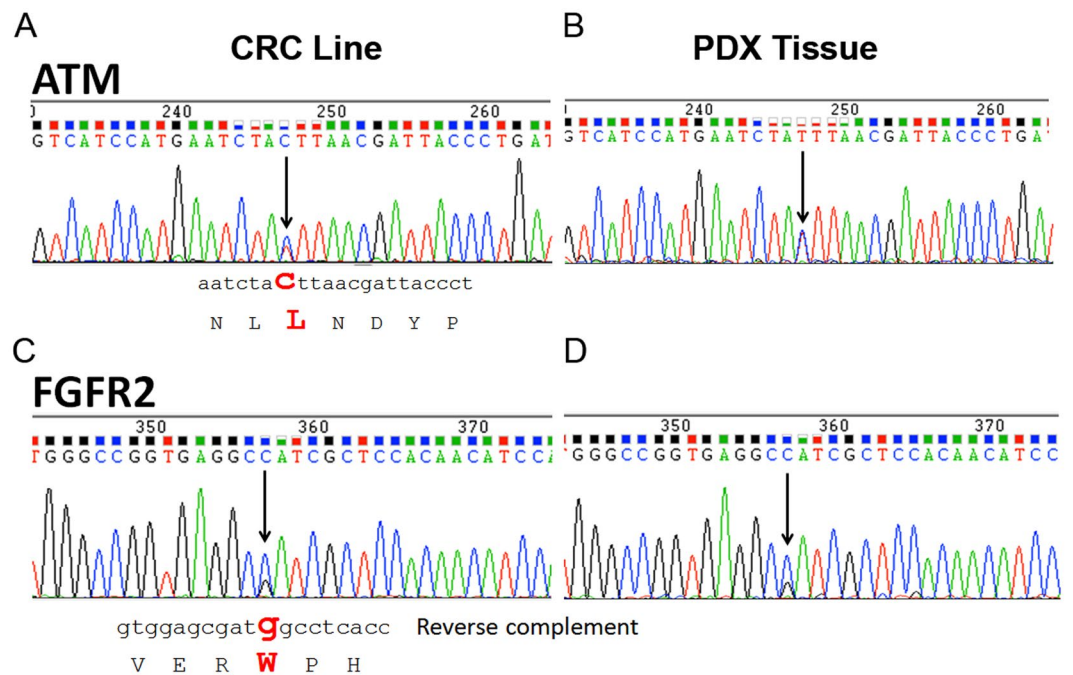 A
CRC Line
B
PDX Tissue
ATM
240 250 260
GTCATCCATGAATCTACTTAACGATTACCCTGAT
240 250 260
GTCATCCATGAATCTATTTAACGATTACCCTGA
aatctaCttaacgattaccct
N L L N D Y P
C
D
FGFR2
350 360 370
TGGGCCGGTGAGGCCATCGCTCCACAACATCCA
350 360 370
TGGGCCGGTGAGGCCATCGCTCCACAACATCC
gtggagcgatggcctcacc Reverse complement
V E R W P H